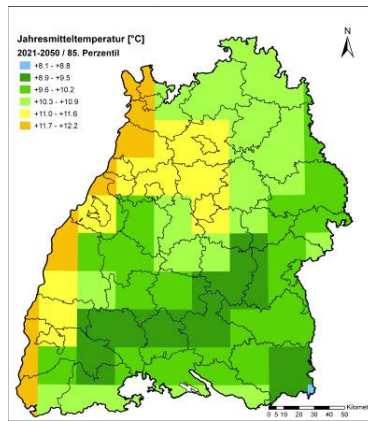 Jahresmitteltemperatur [°C]
2021-2050 / 85. Perzentil
+8.1 - +8.8
+8.9 - +9.5
+9.6 - +10.2
+10.3 - +10.9
+11.0 - +11.6
+11.7 - +12.2
N
Kilomet
0 5 10 20 30 40 50